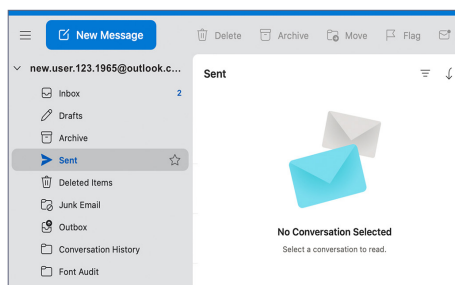 New Message
Delete
Archive
Move
Flag
new.user.123.1965@outlook.c...
Sent
Inbox
2
Drafts
Archive
Sent
Deleted Items
Junk Email
Outbox
No Conversation Selected
Conversation History
Select a conversation to read.
Font Audit